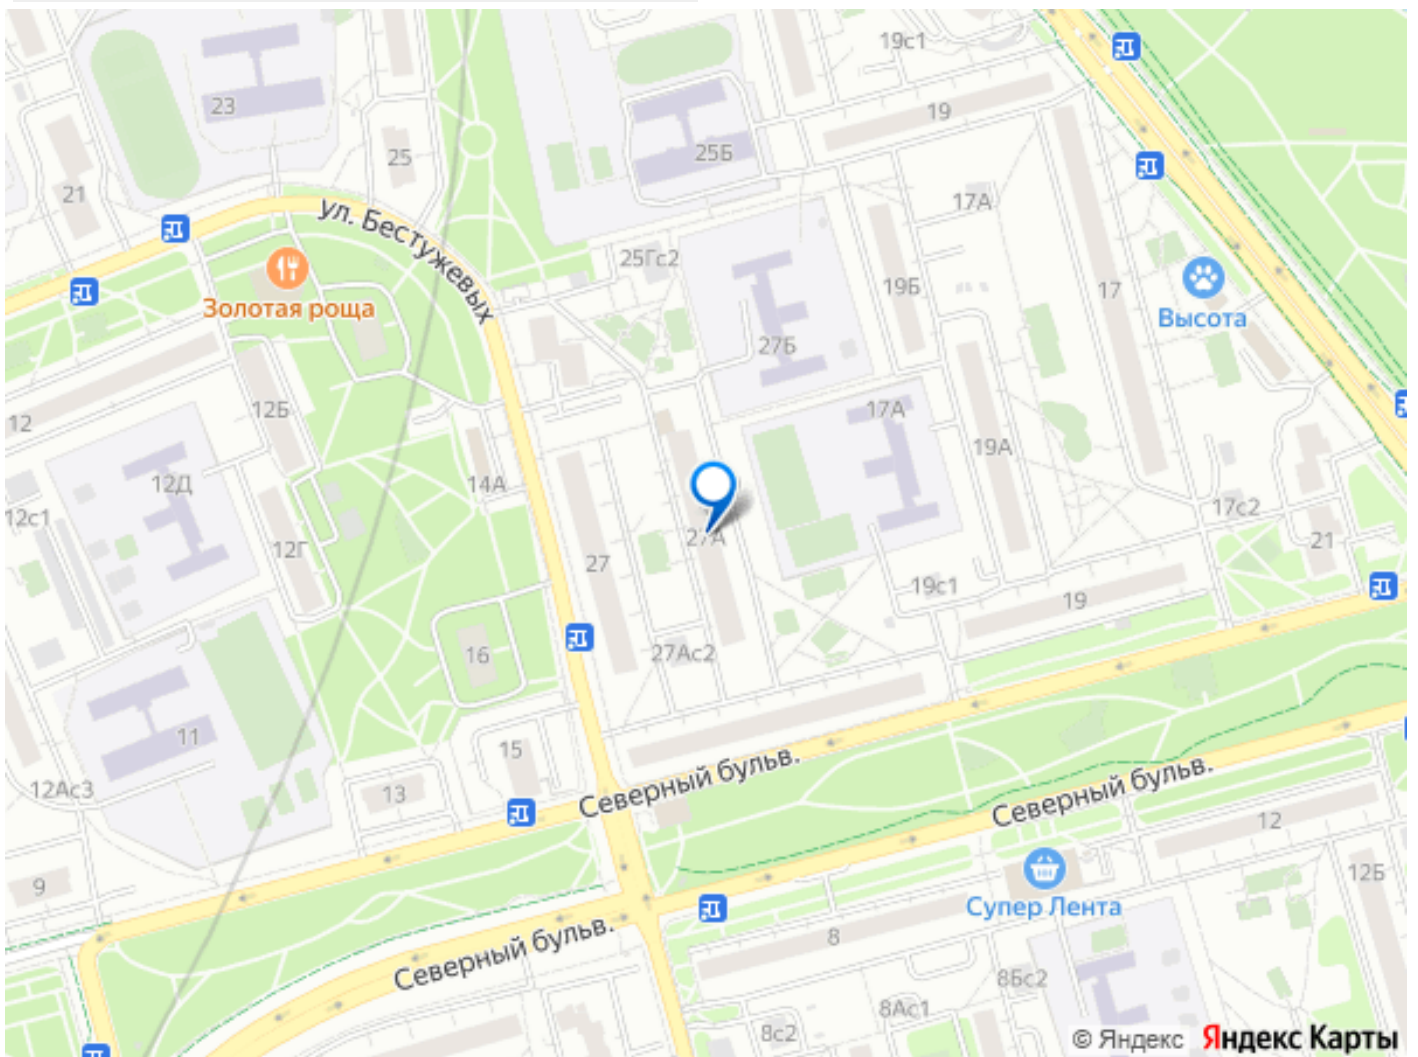 19с1
23
19
25
25Б
21
17А
ул. Бестужевых
25Гс2
19Б
17
Золотая роща
Высота
27Б
12Б
17А
12
19А
12Д
14А
17с2
12с1
27А
21
12Г
27
19с1
19
16
27Ас2
11
15
Северный бульв.
12Ас3
13
Северный бульв.
12
9
12Б
Супер Лента
8
Северный бульв.
8Бс2
8Ас1
8с2
© Яндекс Яндекс Карты